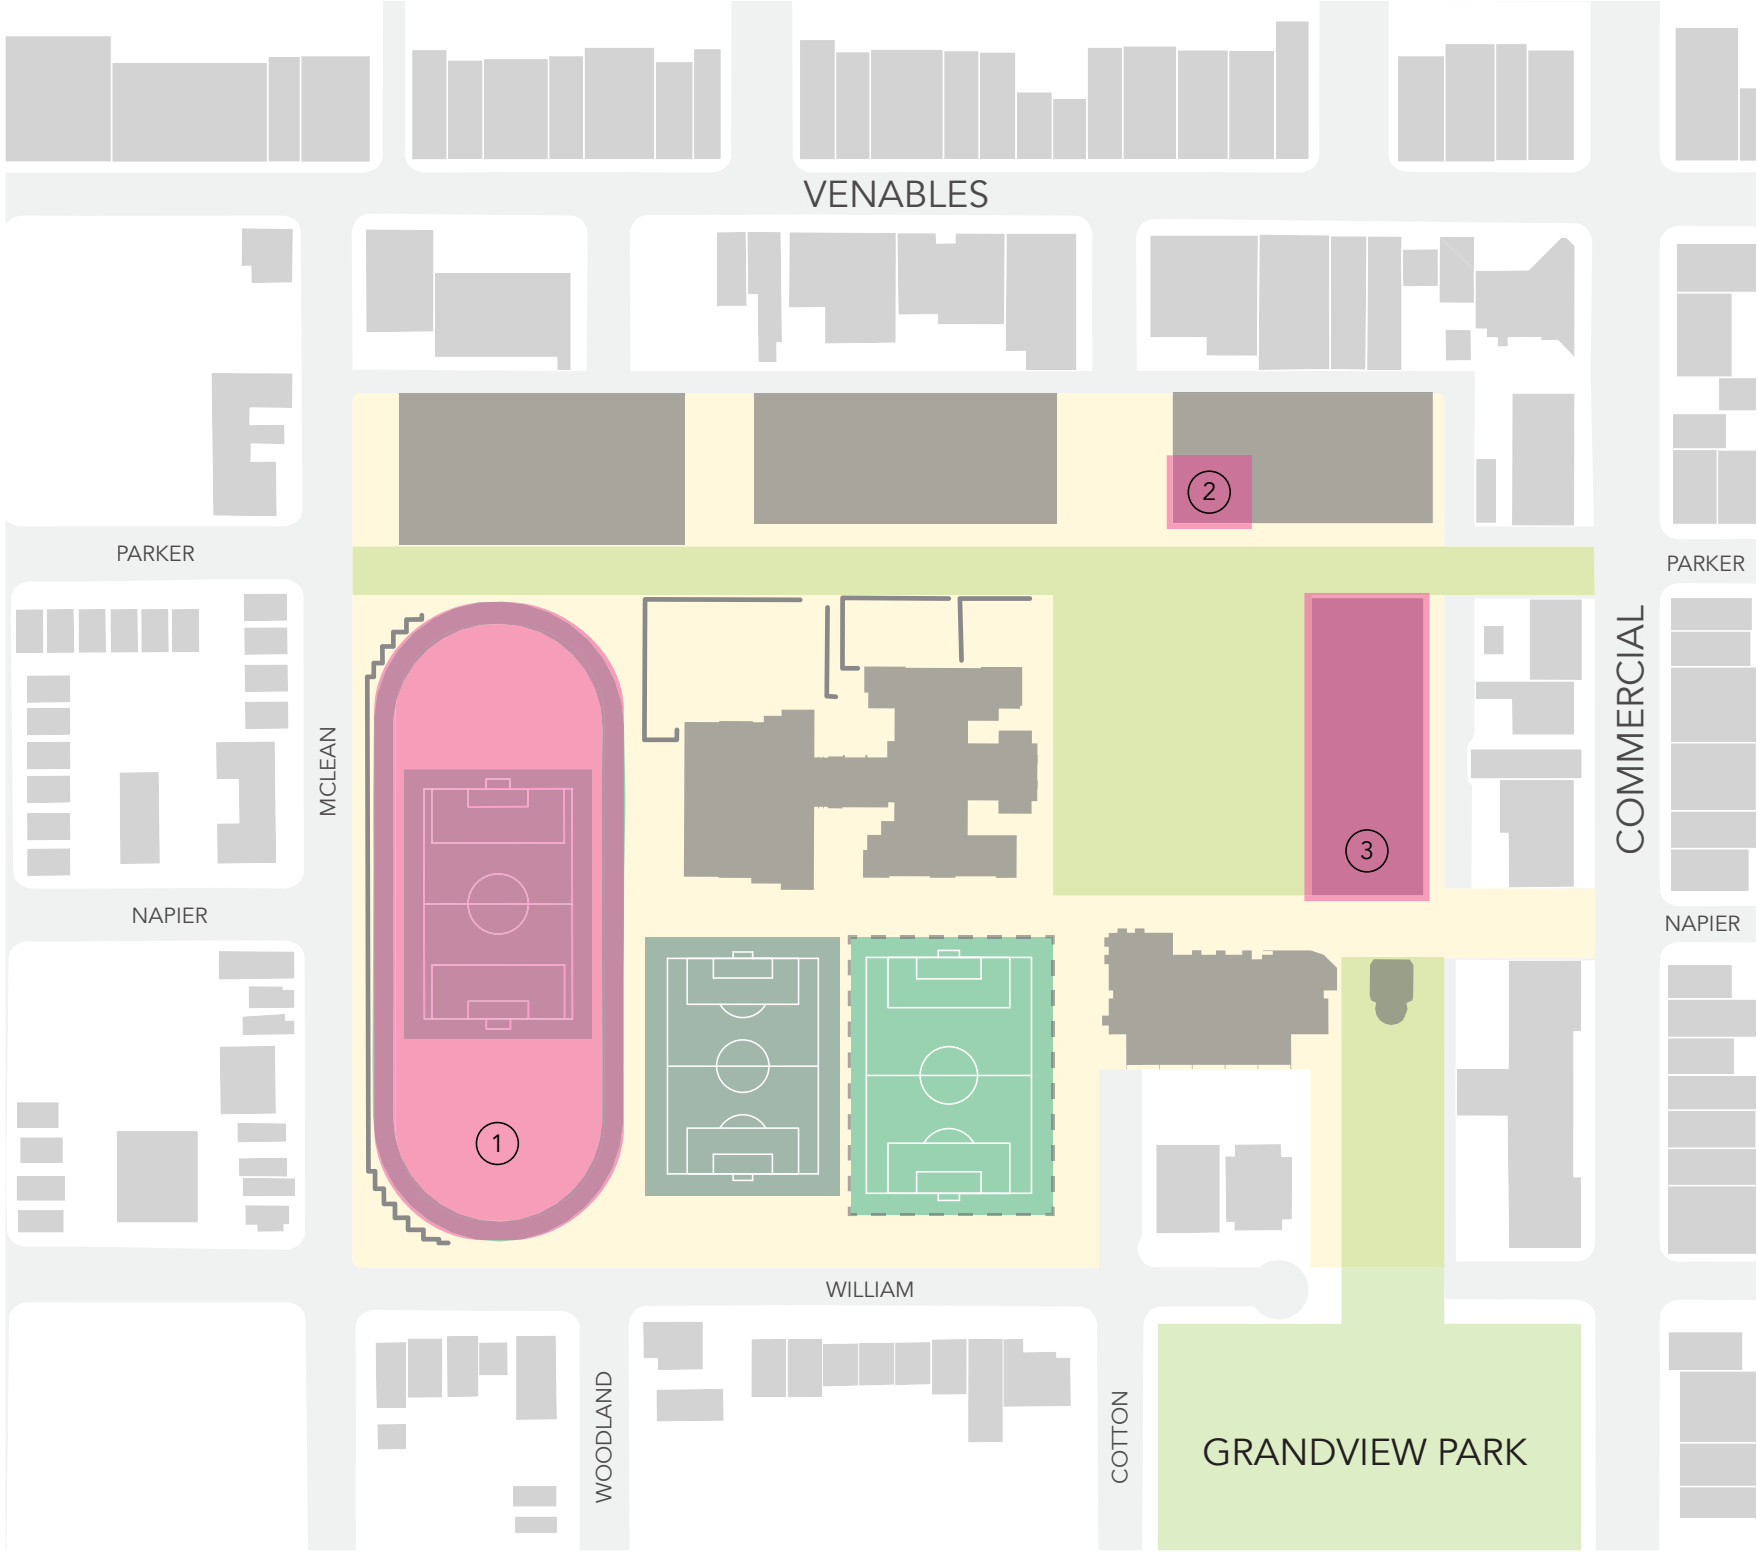 VENABLES
2
PARKER
PARKER
COMMERCIAL
MCLEAN
3
NAPIER
NAPIER
1
WILLIAM
WOODLAND
COTTON
GRANDVIEW PARK